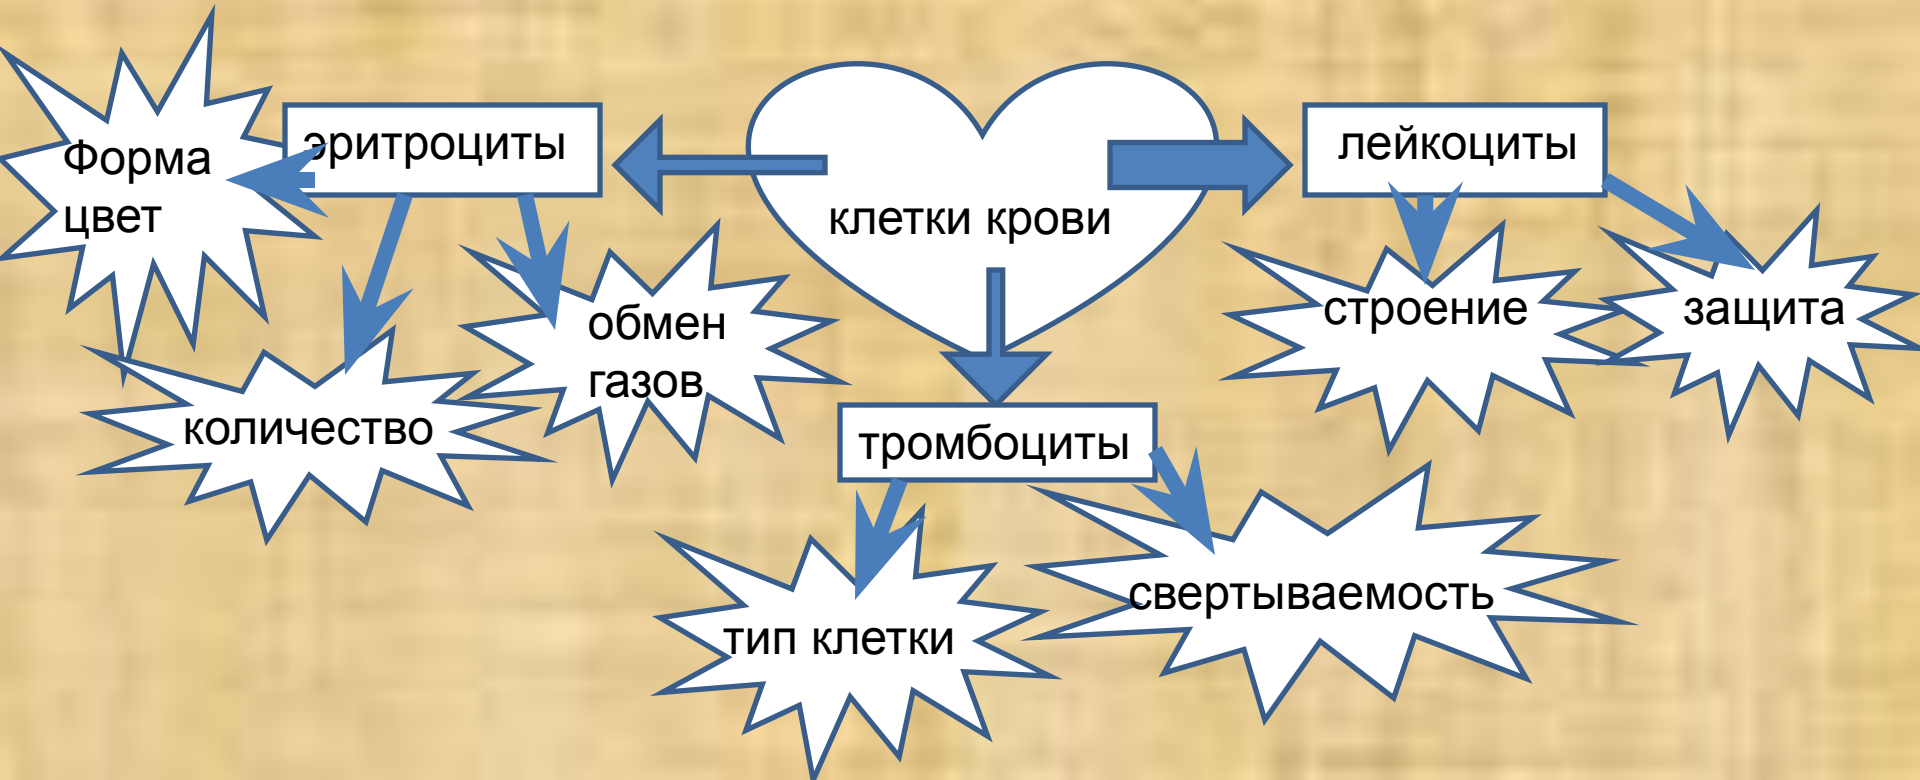 эритроциты
лейкоциты
Форма
цвет
клетки крови
обмен
газов
строение
защита
количество
тромбоциты
тип клетки
свертываемость